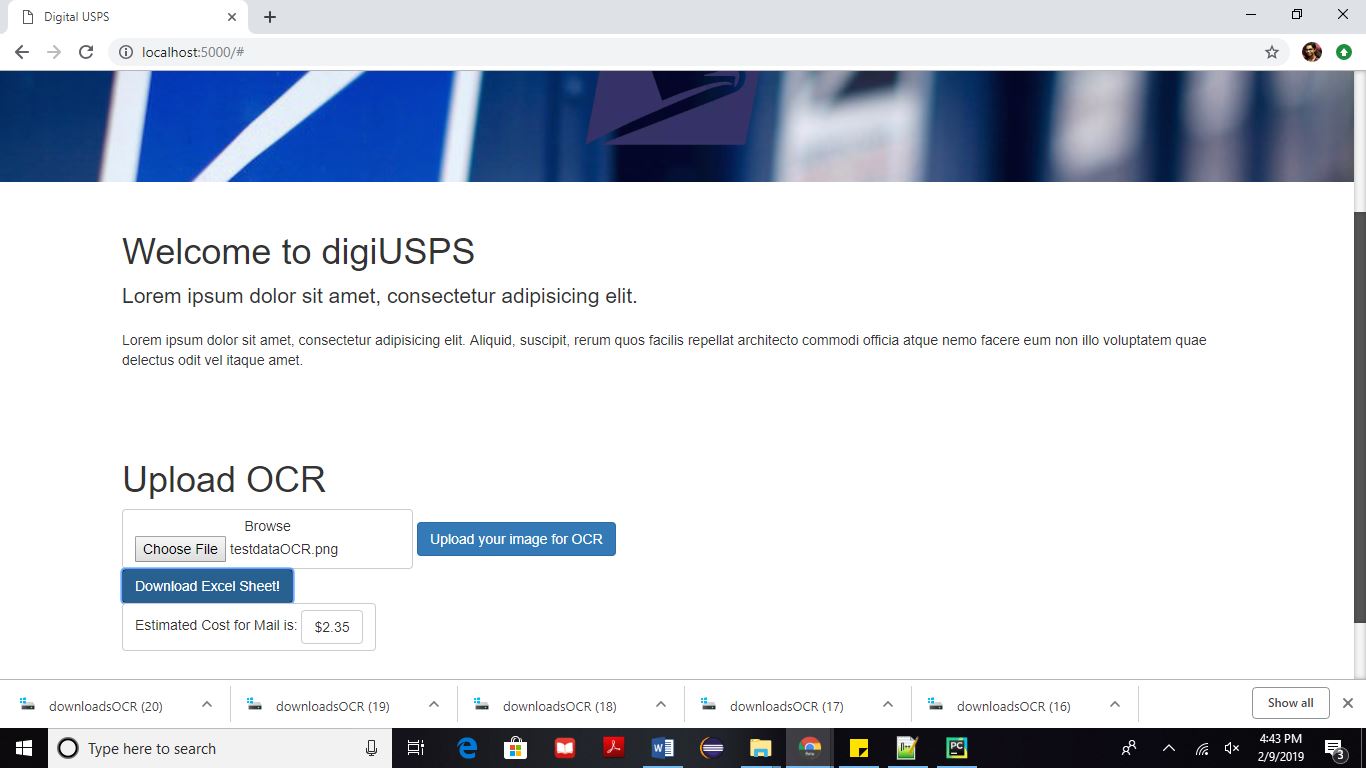 Digital USPS
localhost:5000/#
Welcome to digiUSPS
Lorem ipsum dolor sit amet, consectetur adipisicing elit.
Lorem ipsum dolor sit amet, consectetur adipisicing elit. Aliquid, suscipit, rerum quos facilis repellat architecto commodi officia atque nemo facere eum non illo voluptatem quae
delectus odit vel itaque amet.
Upload OCR
Browse
Choose File testdataOCR.png
Upload your image for OCR
Download Excel Sheet!
Estimated Cost for Mail is: $2.35
downloadsOCR (20)
downloadsOCR (19)
downloadsOCR (18)
downloadsOCR (17)
downloadsOCR (16)
Show all
Type here to search
PC
4:43 PM
2/9/2019
3